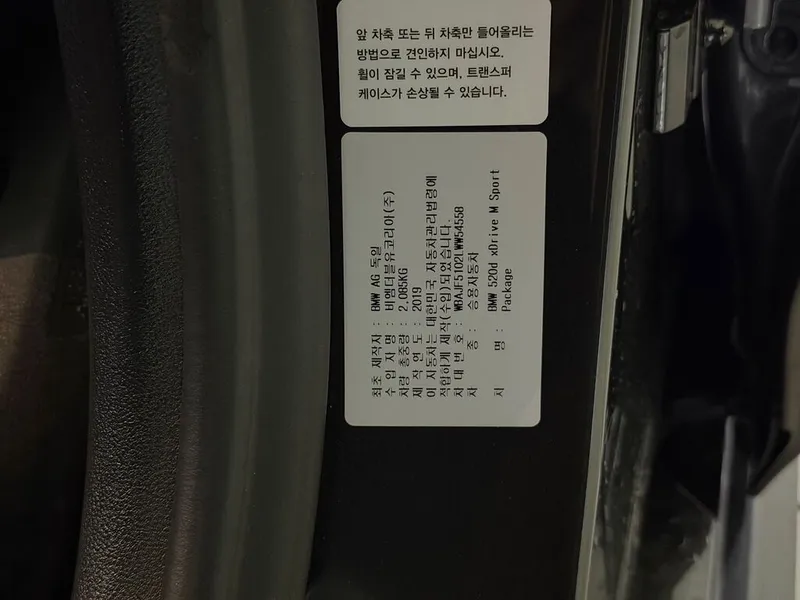 앞 차축 또는 뒤 차축만 들어올리는
방법으로 견인하지 마십시오.
휠이 잠길 수 있으며, 트랜스퍼
케이스가 손상될 수 있습니다.
최초 제작자 : BMW AG 독일
수 입 자 명 : 비엠더블유코리아(주)
차량 총중량 : 2.085KG
제 작 연 도 : 2019
이 자동차는 대한민국 자동차관리법령에
적합하게 제작(수입)되었습니다.
차 대 번 호 : WBAJF5102LWW54558
차 종 : 승용자동차
차 명 : BMW 520d xDrive M Sport
Package